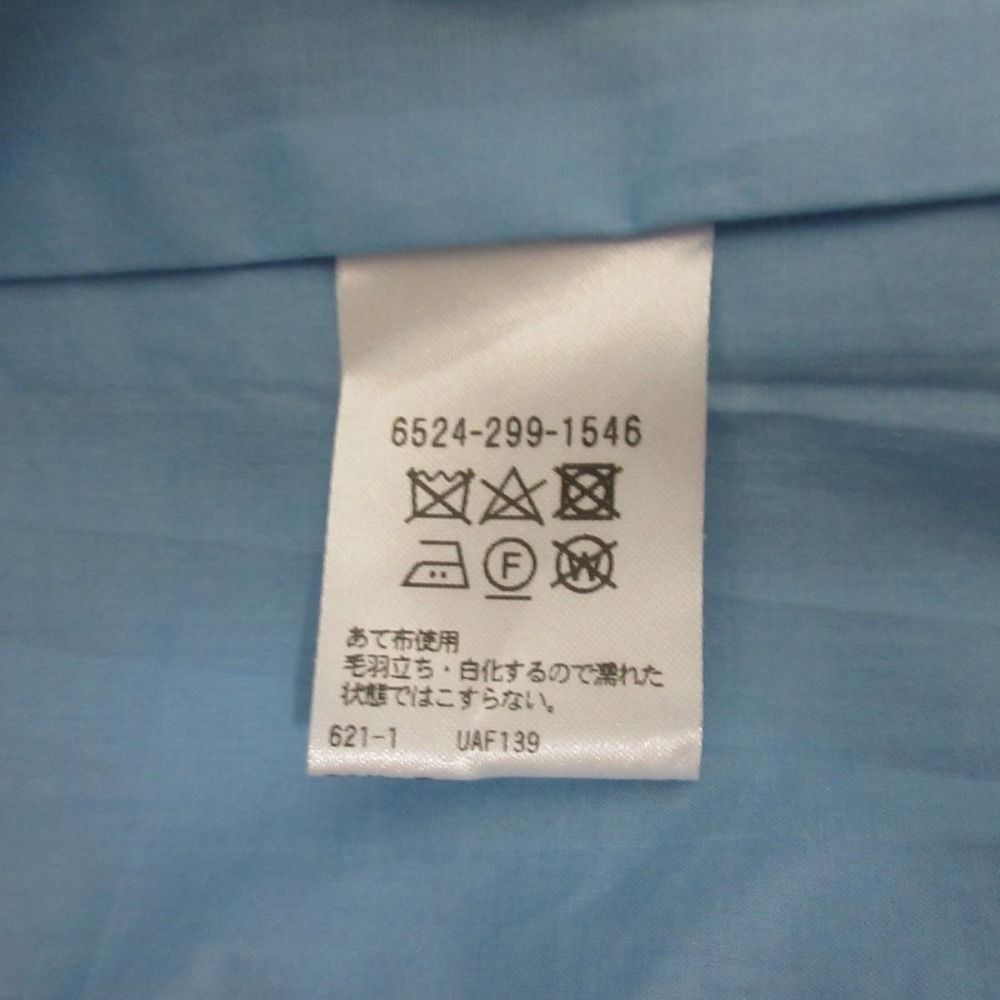 6524-299-1546
F W
あて布使用
毛羽立ち・白化するので濡れた
状態ではこすらない。
621-1 UAF139